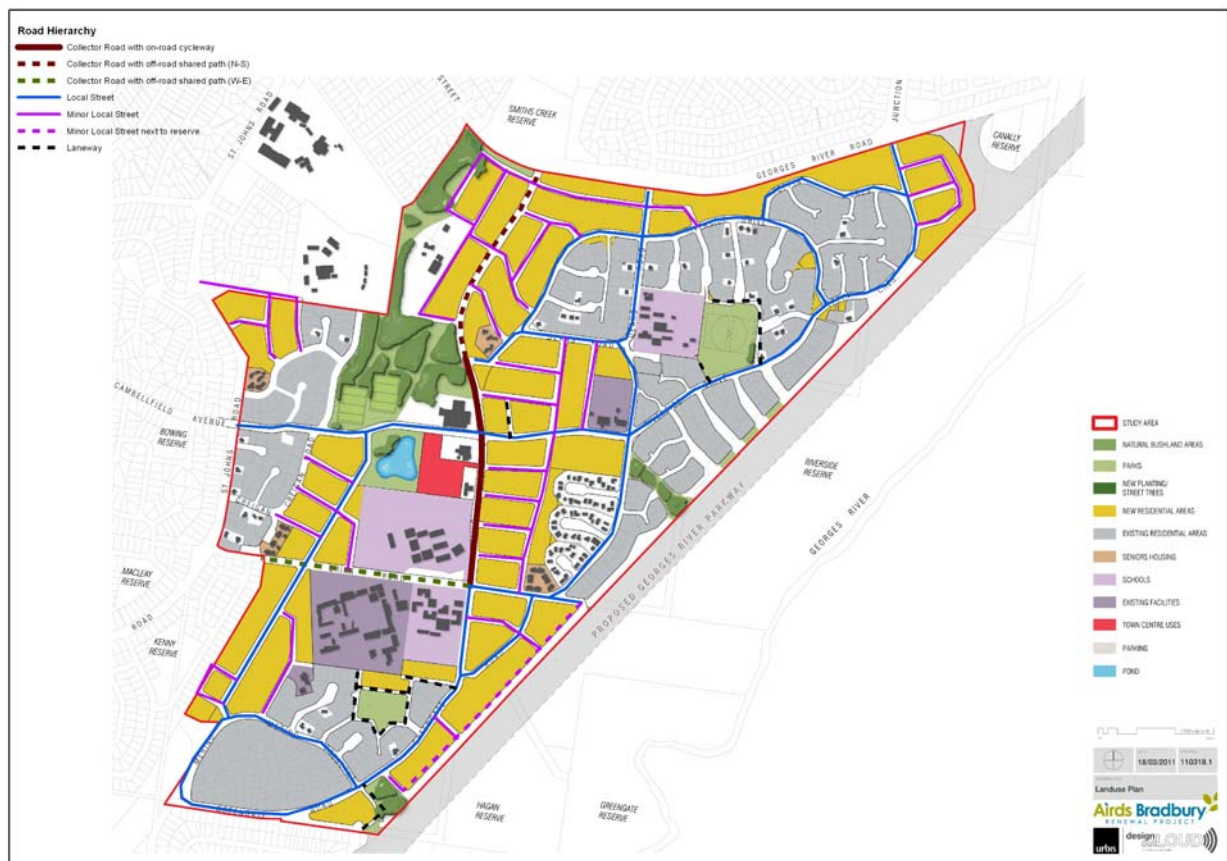 Road Hierarchy
Collector Road with on-road cycleway
Collector Road with off-road shared path (N-S)
Collector Road with off-road shared path (W-E)
Local Street
Minor Local Street
Minor Local Street next to reserve
Laneway
ST. JOHNS ROAD
STREET
SMITHS CREEK
RESERVE
JUNCTION
CANALLY
RESERVE
GEORGES RIVER ROAD
CAMBELLFIELD AVENUE
BOWING
RESERVE
ST. JOHNS ROAD
MACLEAY
RESERVE
ROAD
KENNY
RESERVE
RIVERSIDE
RESERVE
GEORGES RIVER
PROPOSED GEORGES RIVER PARKWAY
HAGAN
RESERVE
GREENGATE
RESERVE
STUDY AREA
NATURAL BUSHLAND AREAS
PARKS
NEW PLANTING/
STREET TREES
NEW RESIDENTIAL AREAS
EXISTING RESIDENTIAL AREAS
SENIORS HOUSING
SCHOOLS
EXISTING FACILITIES
TOWN CENTRE USES
PARKING
POND
18/03/2011 110318.1
Landuse Plan
Airds Bradbury
RENEWAL PROJECT
urbis
design
LOUD